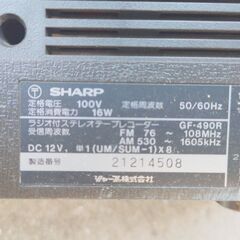 SHARP
定格電圧 100V 定格周波数 50/60Hz
定格消費電力 16W
ラジオ付ステレオテープレコーダー GF-490R
受信周波数 FM 76 ～ 108MHz
AM 530 ～ 1605kHz
DC 12V, 単1(UM/SUM-1)×8
製造番号 21214508
シャープ株式会社